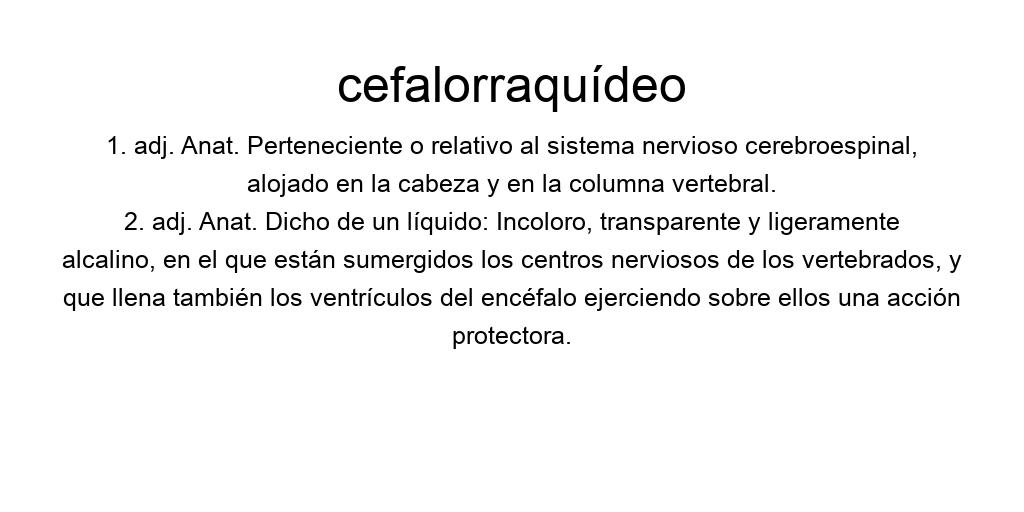 cefalorraquídeo
1. adj. Anat. Perteneciente o relativo al sistema nervioso cerebroespinal,
alojado en la cabeza y en la columna vertebral.
2. adj. Anat. Dicho de un líquido: Incoloro, transparente y ligeramente
alcalino, en el que están sumergidos los centros nerviosos de los vertebrados, y
que llena también los ventrículos del encéfalo ejerciendo sobre ellos una acción
protectora.